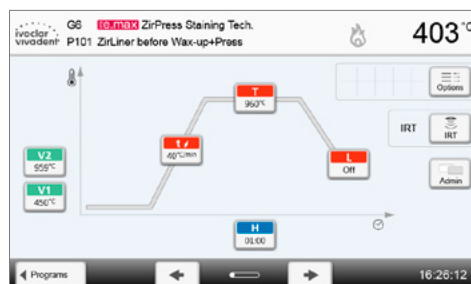 ivoclar vivadent
G6 IPS e.max ZirPress Staining Tech.
P101 ZirLiner before Wax-up+Press
403°C
Options
T
960°C
IRT
IRT
t
40°C/min
V2
959°C
L
Off
Admin
V1
450°C
H
01:00
Programs
16:26:12